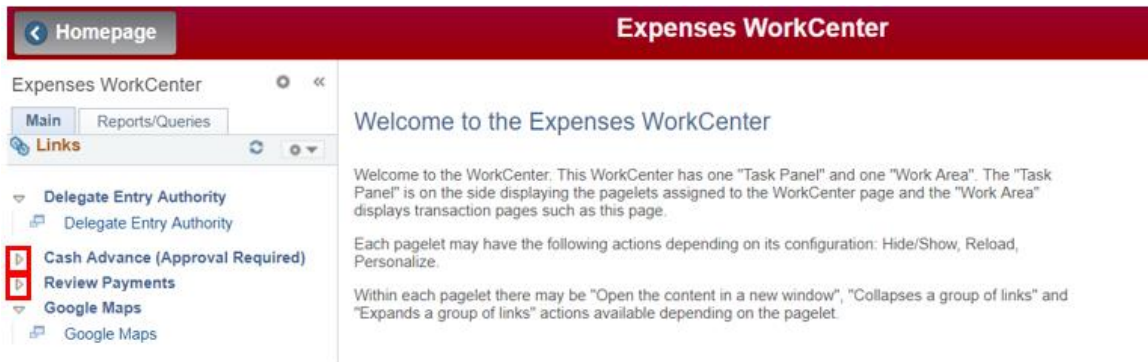 Homepage
Expenses WorkCenter
Expenses WorkCenter
Main
Reports/Queries
Links
Delegate Entry Authority
Delegate Entry Authority
Cash Advance (Approval Required)
Review Payments
Google Maps
Google Maps
Welcome to the Expenses WorkCenter
Welcome to the WorkCenter. This WorkCenter has one "Task Panel" and one "Work Area". The "Task
Panel" is on the side displaying the pagelets assigned to the WorkCenter page and the "Work Area"
displays transaction pages such as this page.
Each pagelet may have the following actions depending on its configuration: Hide/Show, Reload,
Personalize.
Within each pagelet there may be "Open the content in a new window", "Collapses a group of links" and
"Expands a group of links" actions available depending on the pagelet.